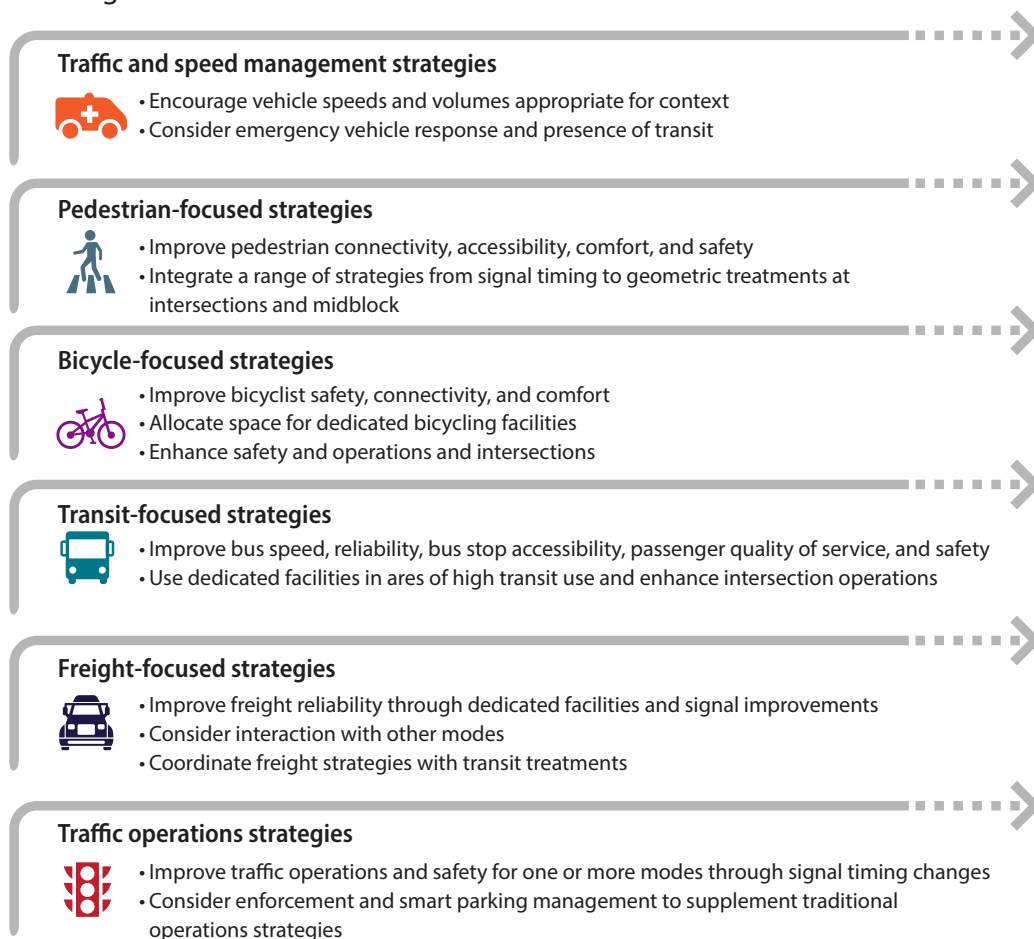 Traffic and speed management strategies
• Encourage vehicle speeds and volumes appropriate for context
• Consider emergency vehicle response and presence of transit
Pedestrian-focused strategies
• Improve pedestrian connectivity, accessibility, comfort, and safety
• Integrate a range of strategies from signal timing to geometric treatments at
intersections and midblock
Bicycle-focused strategies
• Improve bicyclist safety, connectivity, and comfort
• Allocate space for dedicated bicycling facilities
• Enhance safety and operations and intersections
Transit-focused strategies
• Improve bus speed, reliability, bus stop accessibility, passenger quality of service, and safety
• Use dedicated facilities in ares of high transit use and enhance intersection operations
Freight-focused strategies
• Improve freight reliability through dedicated facilities and signal improvements
• Consider interaction with other modes
• Coordinate freight strategies with transit treatments
Traffic operations strategies
• Improve traffic operations and safety for one or more modes through signal timing changes
• Consider enforcement and smart parking management to supplement traditional
operations strategies